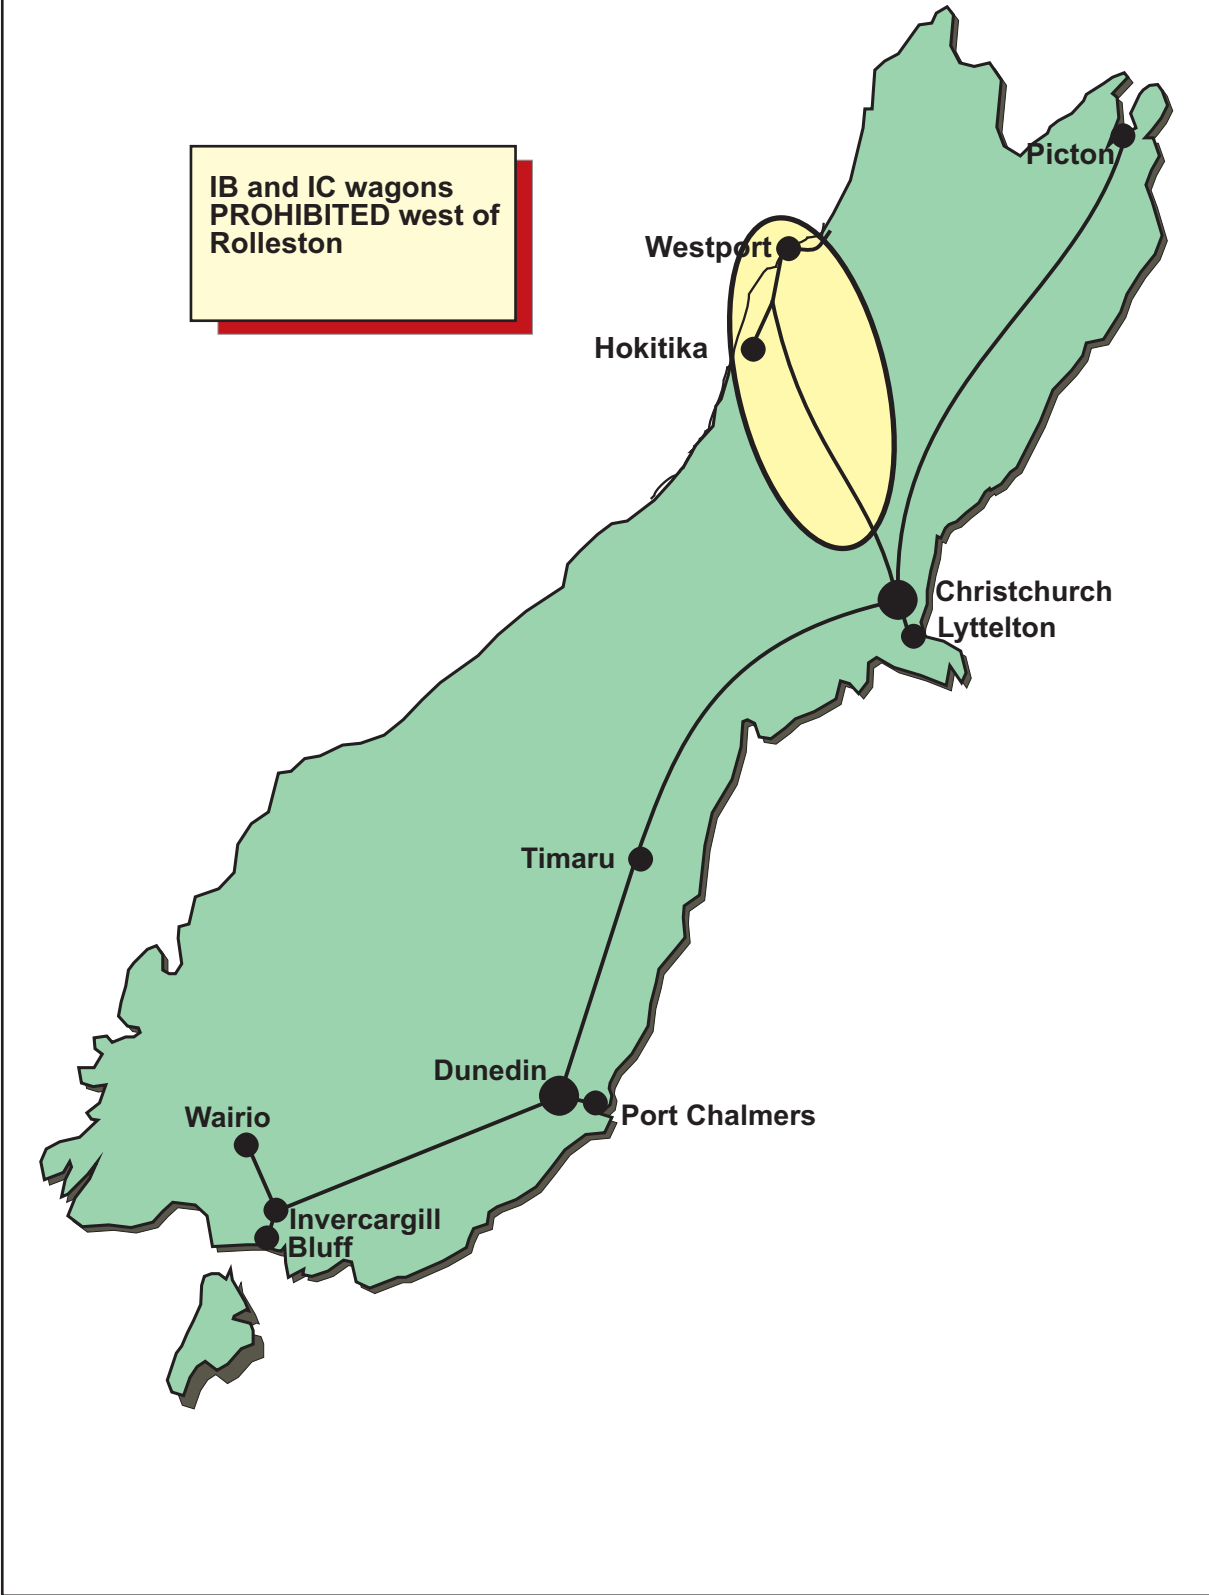 Picton
IB and IC wagons
PROHIBITED west of
Rolleston
Westport
Hokitika
Christchurch
Lyttelton
Timaru
Dunedin
Port Chalmers
Wairio
Invercargill
Bluff